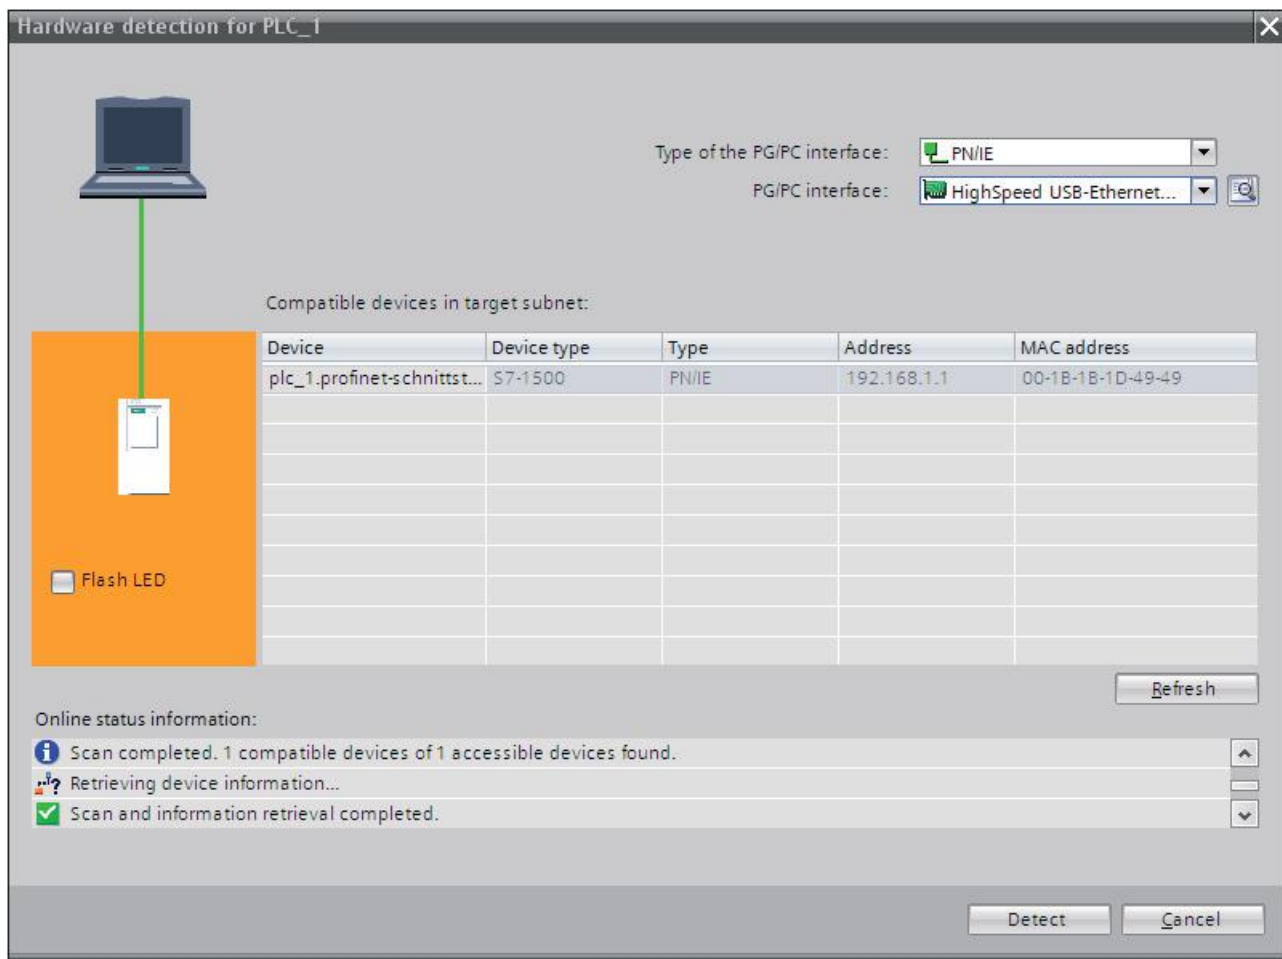 Hardware detection for PLC_1
Type of the PG/PC interface: PN/IE
PG/PC interface: HighSpeed USB-Ethernet...
Compatible devices in target subnet:
Device Device type Type Address MAC address
plc_1.profinet-schnittst... S7-1500 PN/IE 192.168.1.1 00-1B-1B-1D-49-49
Flash LED
Refresh
Online status information:
Scan completed. 1 compatible devices of 1 accessible devices found.
Retrieving device information...
Scan and information retrieval completed.
Detect Cancel